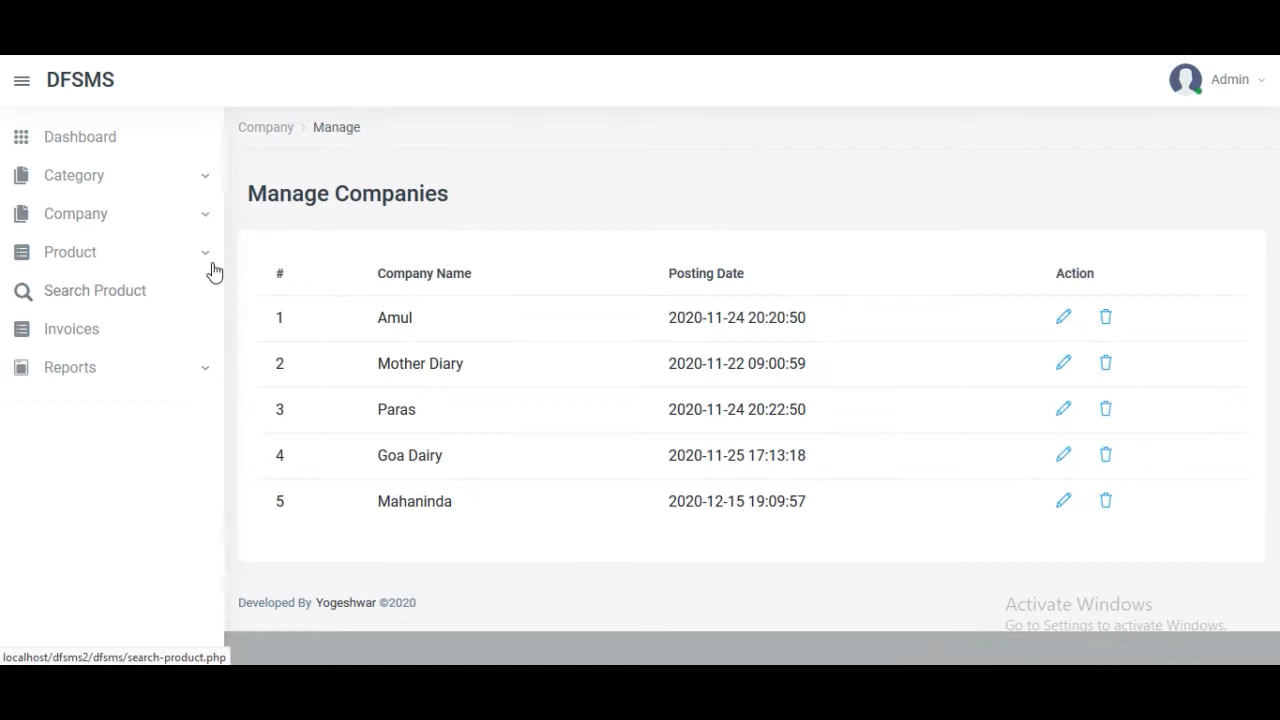 DFSMS
Admin
Dashboard
Category
Company
Product
Search Product
Invoices
Reports
Company > Manage
Manage Companies
# Company Name Posting Date Action
1 Amul 2020-11-24 20:20:50
2 Mother Diary 2020-11-22 09:00:59
3 Paras 2020-11-24 20:22:50
4 Goa Dairy 2020-11-25 17:13:18
5 Mahaninda 2020-12-15 19:09:57
Developed By Yogeshwar ©2020
Activate Windows
Go to Settings to activate Windows.
localhost/dfsms2/dfsms/search-product.php